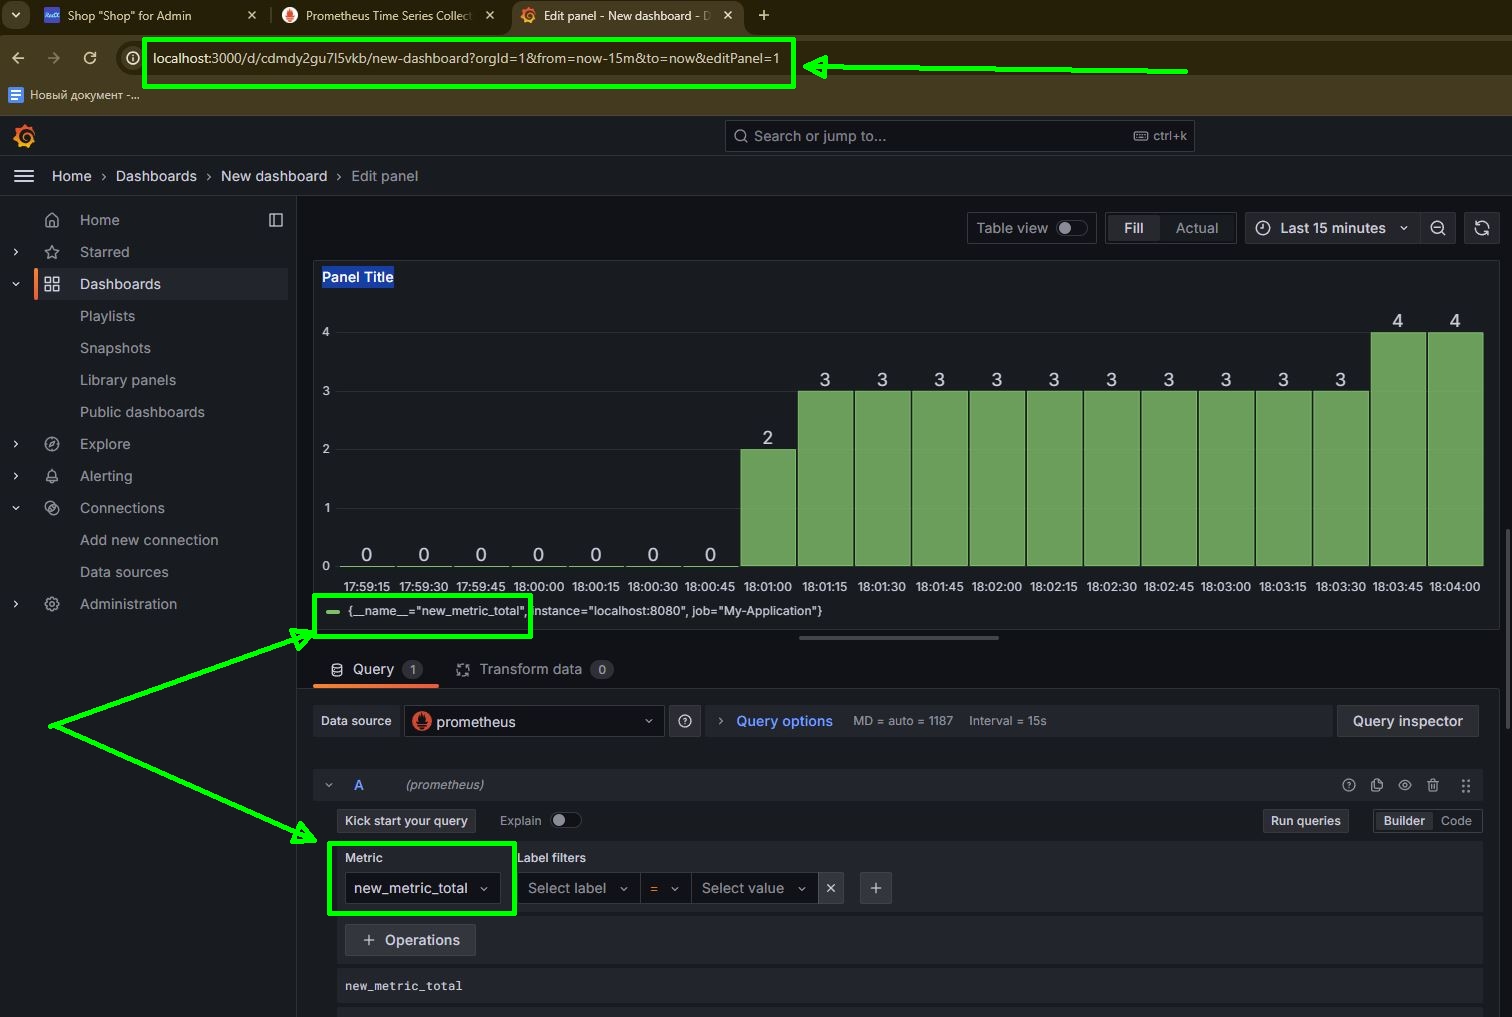 Shop "Shop" for Admin
Prometheus Time Series Collect
Edit panel - New dashboard - D
localhost:3000/d/cdmdy2gu7l5vkb/new-dashboard?orgId=1&from=now-15m&to=now&editPanel=1
Новый документ -...
Search or jump to...
ctrl+k
Home › Dashboards › New dashboard › Edit panel
Home
Starred
Dashboards
Playlists
Snapshots
Library panels
Public dashboards
Explore
Alerting
Connections
Add new connection
Data sources
Administration
Table view
Fill
Actual
Last 15 minutes
Panel Title
4
3
2
1
0
0 0 0 0 0 0 0 2 3 3 3 3 3 3 3 3 3 3 4 4
17:59:15 17:59:30 17:59:45 18:00:00 18:00:15 18:00:30 18:00:45 18:01:00 18:01:15 18:01:30 18:01:45 18:02:00 18:02:15 18:02:30 18:02:45 18:03:00 18:03:15 18:03:30 18:03:45 18:04:00
{__name__="new_metric_total", instance="localhost:8080", job="My-Application"}
Query 1
Transform data 0
Data source
prometheus
Query options
MD = auto = 1187
Interval = 15s
Query inspector
A
(prometheus)
Kick start your query
Explain
Run queries
Builder
Code
Metric
Label filters
new_metric_total
Select label
=
Select value
+ Operations
new_metric_total